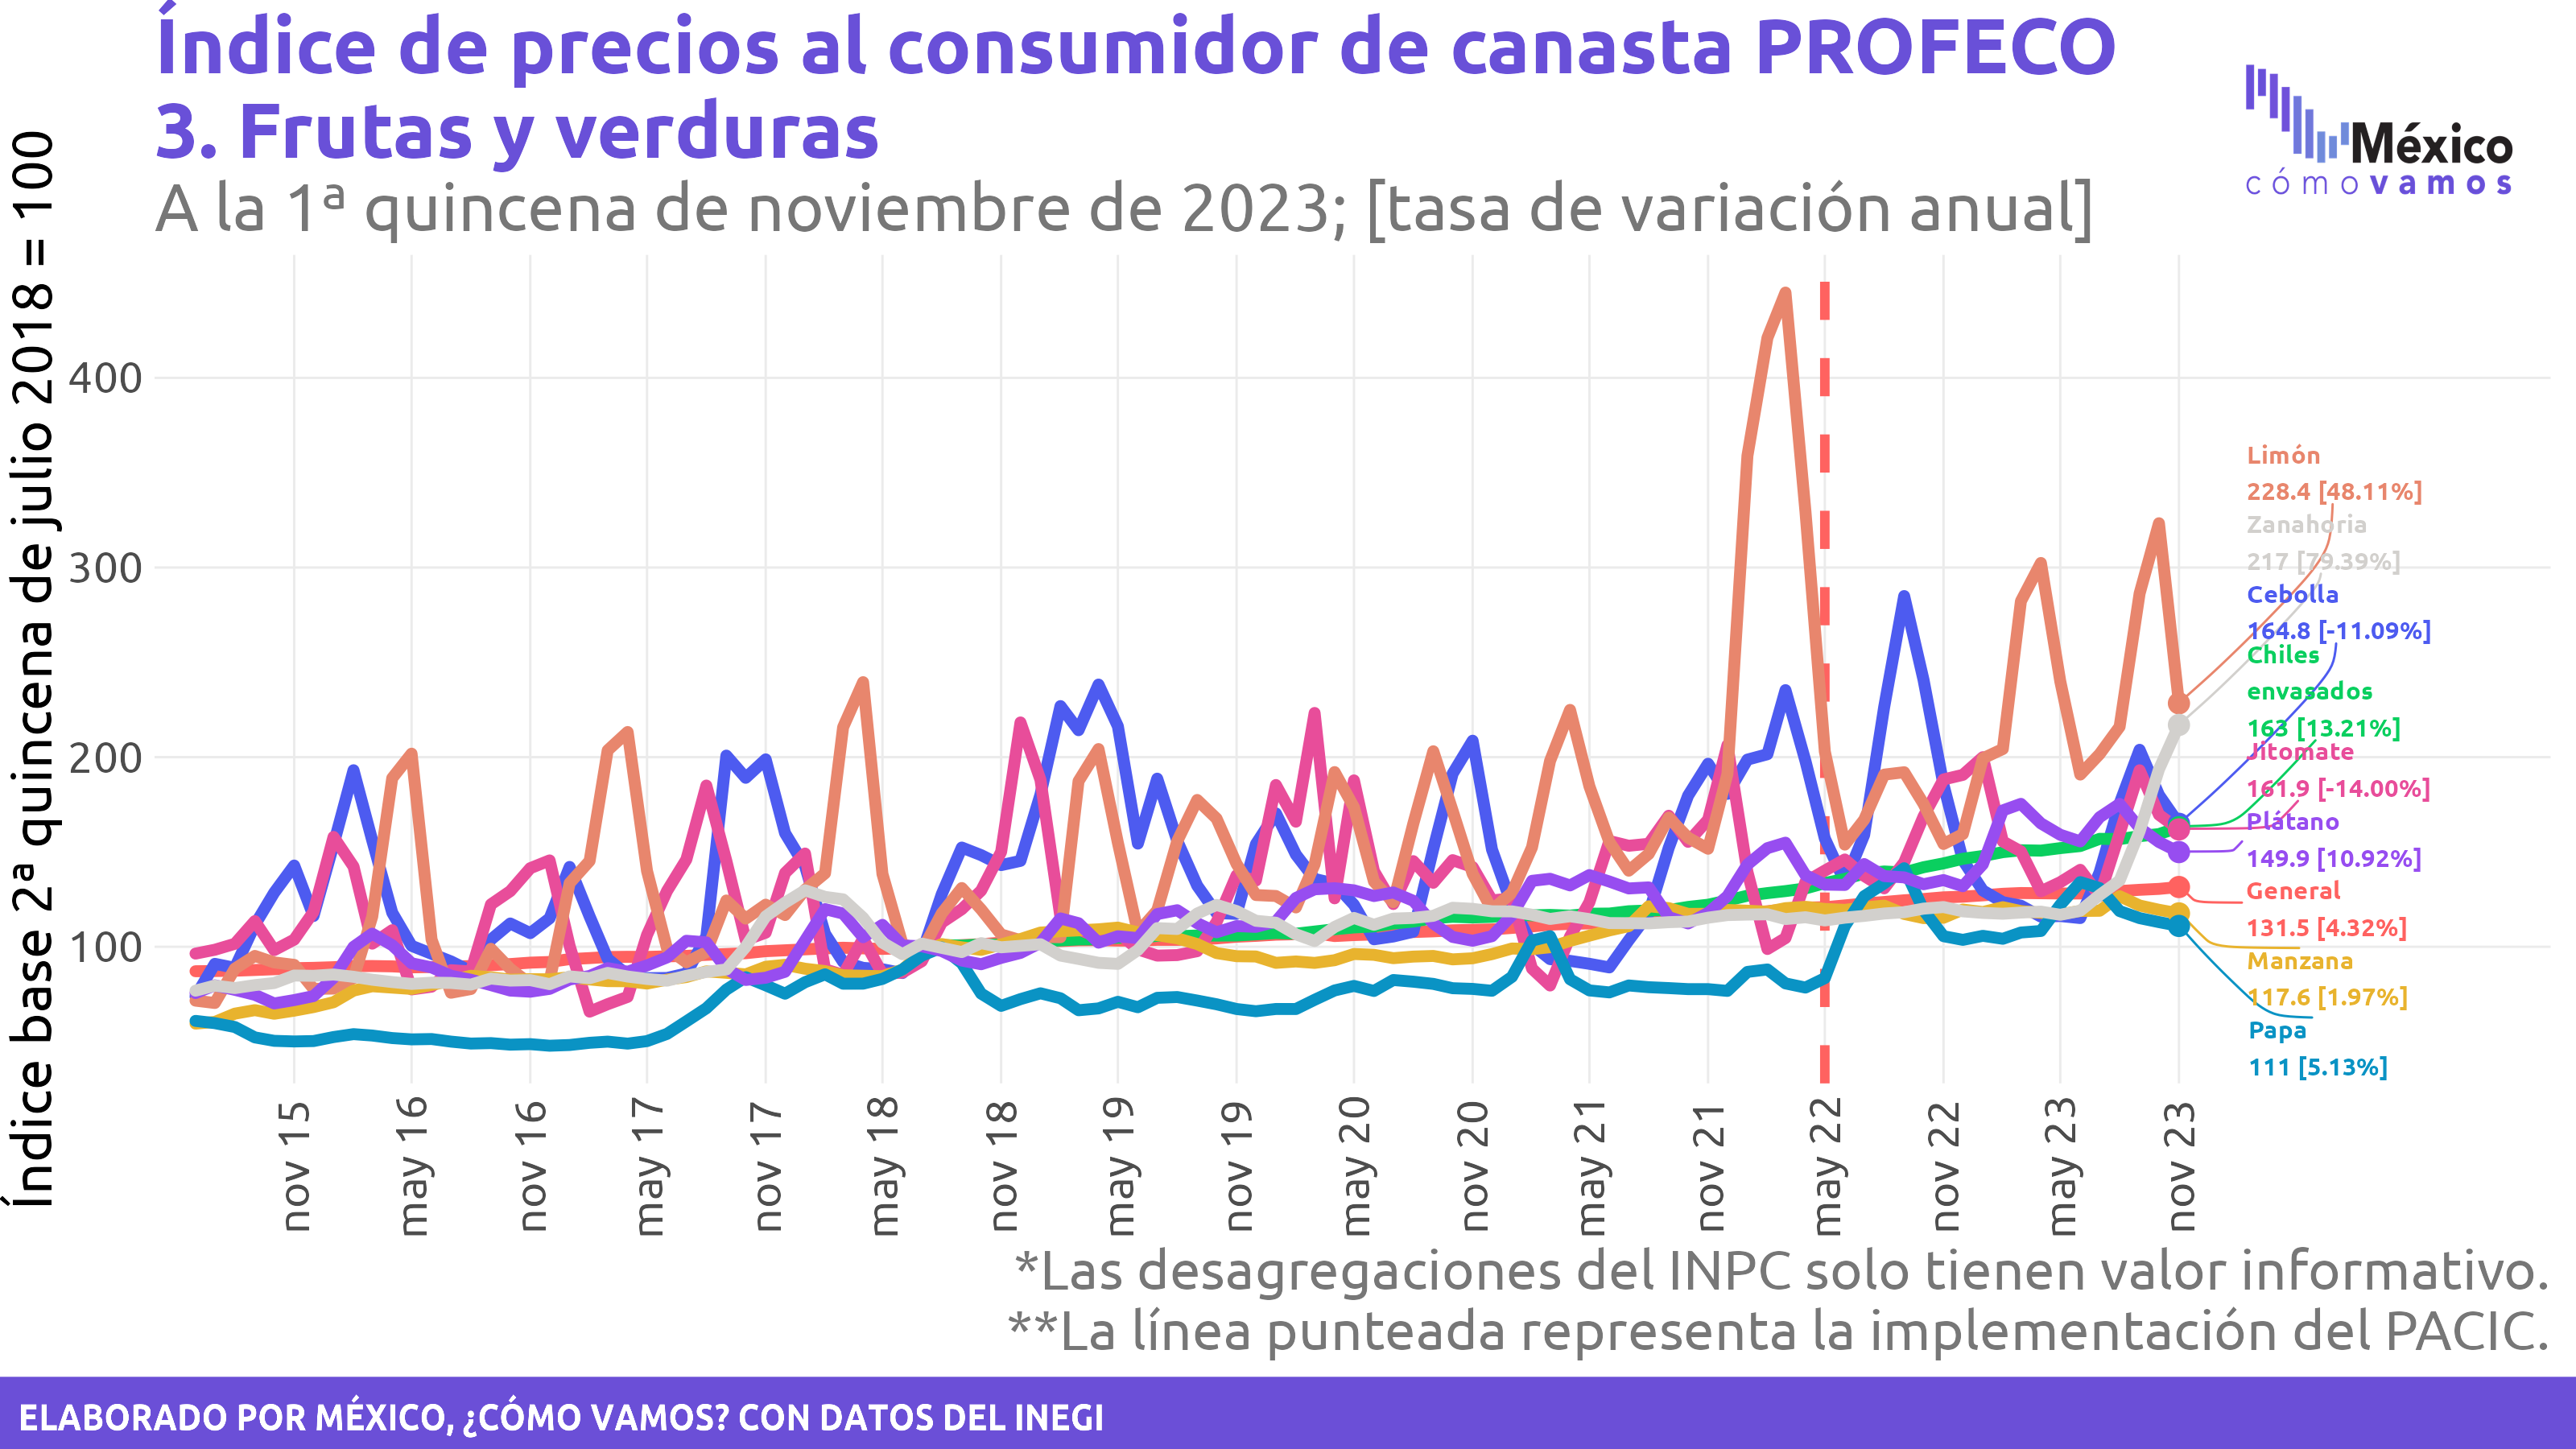 Índice de precios al consumidor de canasta PROFECO
3. Frutas y verduras
A la 1ª quincena de noviembre de 2023; [tasa de variación anual]
México
cómovamos
Índice base 2ª quincena de julio 2018 = 100
400
300
200
100
Limón
228.4 [48.11%]
Zanahoria
217 [79.39%]
Cebolla
164.8 [-11.09%]
Chiles
envasados
163 [13.21%]
Jitomate
161.9 [-14.00%]
Plátano
149.9 [10.92%]
General
131.5 [4.32%]
Manzana
117.6 [1.97%]
Papa
111 [5.13%]
nov 15
may 16
nov 16
may 17
nov 17
may 18
nov 18
may 19
nov 19
may 20
nov 20
may 21
nov 21
may 22
nov 22
may 23
nov 23
*Las desagregaciones del INPC solo tienen valor informativo.
**La línea punteada representa la implementación del PACIC.
ELABORADO POR MÉXICO, ¿CÓMO VAMOS? CON DATOS DEL INEGI